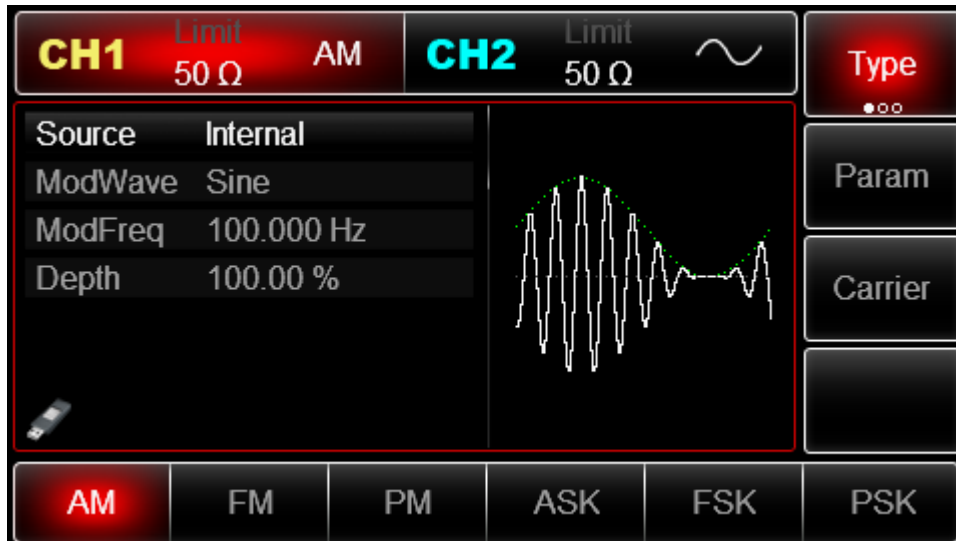 CH1 Limit 50 Ω AM CH2 Limit 50 Ω Type
Source Internal
ModWave Sine
ModFreq 100.000 Hz
Depth 100.00 %
Param
Carrier
AM FM PM ASK FSK PSK